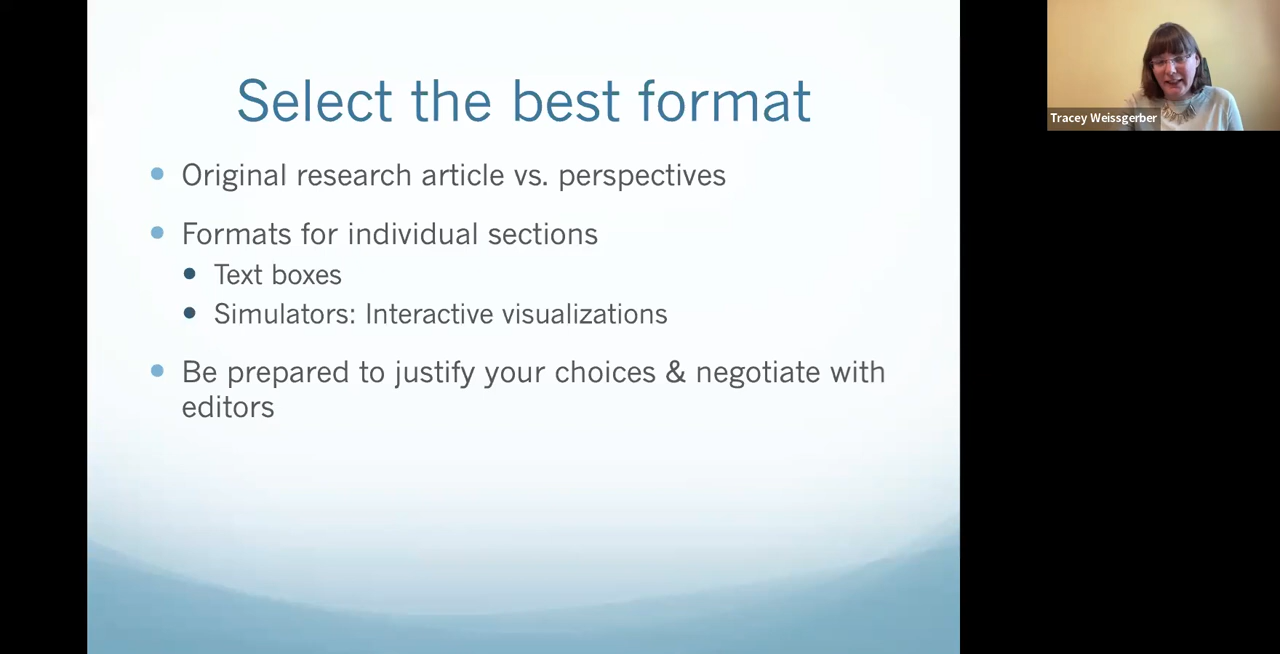 Select the best format
Original research article vs. perspectives
Formats for individual sections
Text boxes
Simulators: Interactive visualizations
Be prepared to justify your choices & negotiate with
editors
Tracey Weissgerber